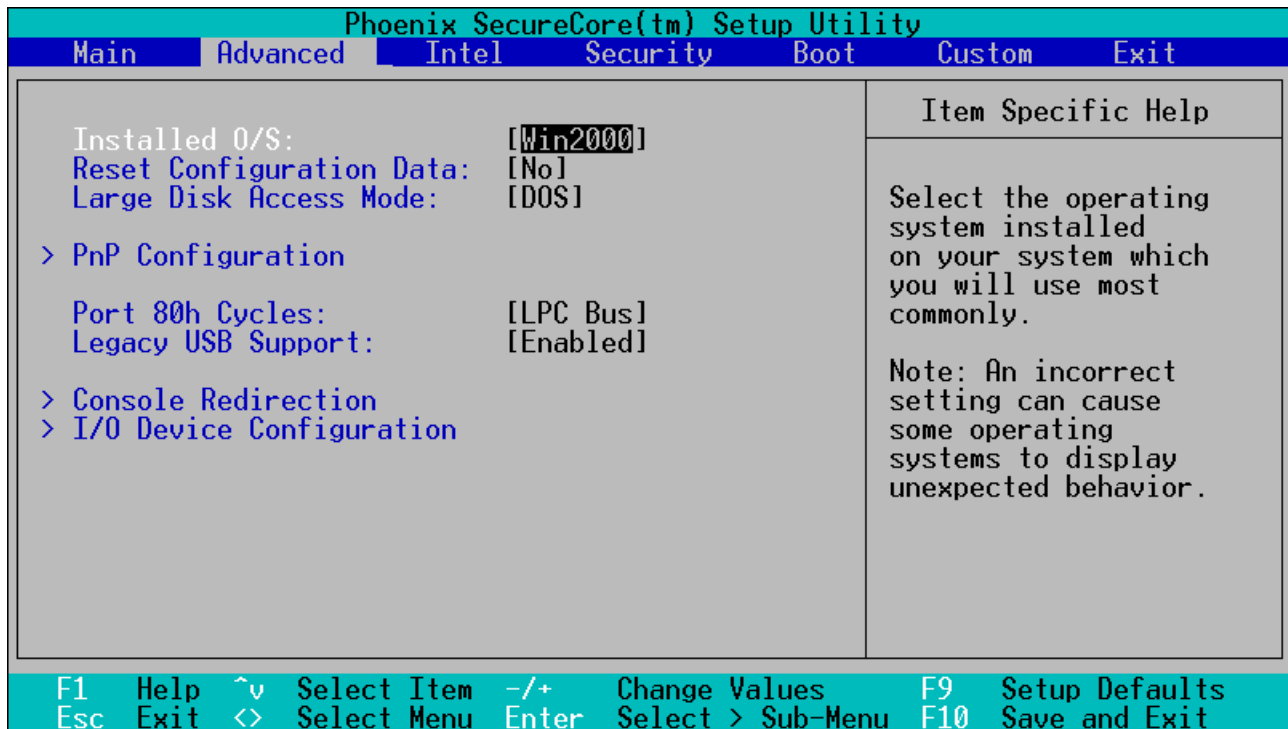 Phoenix SecureCore(tm) Setup Utility
Main Advanced Intel Security Boot Custom Exit
Installed O/S: [Win2000]
Reset Configuration Data: [No]
Large Disk Access Mode: [DOS]
> PnP Configuration
Port 80h Cycles: [LPC Bus]
Legacy USB Support: [Enabled]
> Console Redirection
> I/O Device Configuration
Item Specific Help
Select the operating
system installed
on your system which
you will use most
commonly.
Note: An incorrect
setting can cause
some operating
systems to display
unexpected behavior.
F1 Help ^v Select Item -/+ Change Values F9 Setup Defaults
Esc Exit <> Select Menu Enter Select > Sub-Menu F10 Save and Exit